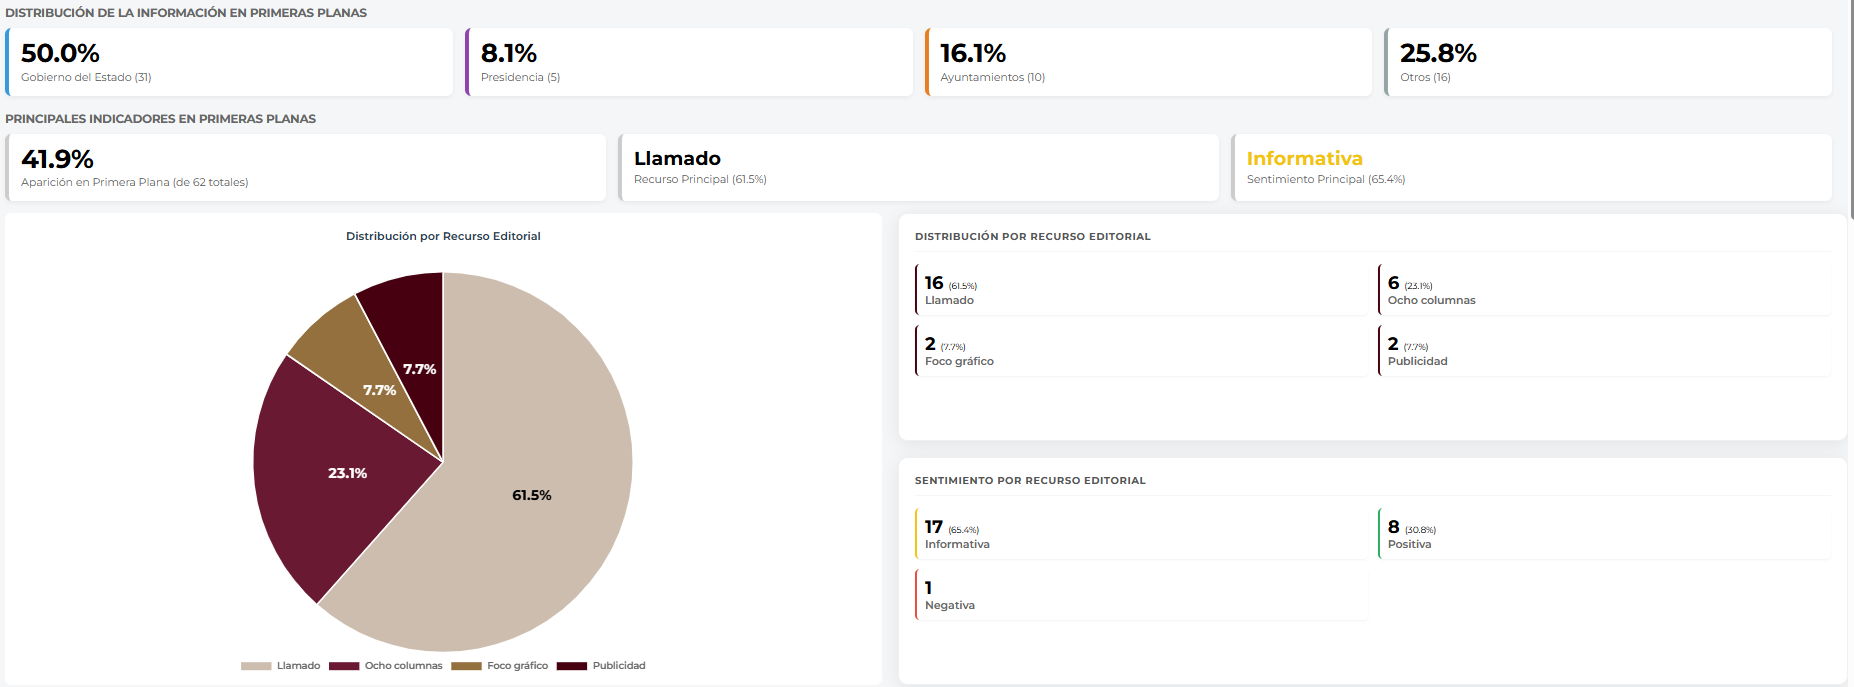 DISTRIBUCIÓN DE LA INFORMACIÓN EN PRIMERAS PLANAS
50.0%
Gobierno del Estado (31)
8.1%
Presidencia (5)
16.1%
Ayuntamientos (10)
25.8%
Otros (16)
PRINCIPALES INDICADORES EN PRIMERAS PLANAS
41.9%
Aparición en Primera Plana (de 62 totales)
Llamado
Recurso Principal (61.5%)
Informativa
Sentimiento Principal (65.4%)
Distribución por Recurso Editorial
7.7%
7.7%
23.1%
61.5%
Llamado Ocho columnas Foco gráfico Publicidad
DISTRIBUCIÓN POR RECURSO EDITORIAL
16 (61.5%)
Llamado
6 (23.1%)
Ocho columnas
2 (7.7%)
Foco gráfico
2 (7.7%)
Publicidad
SENTIMIENTO POR RECURSO EDITORIAL
17 (65.4%)
Informativa
8 (30.8%)
Positiva
1
Negativa